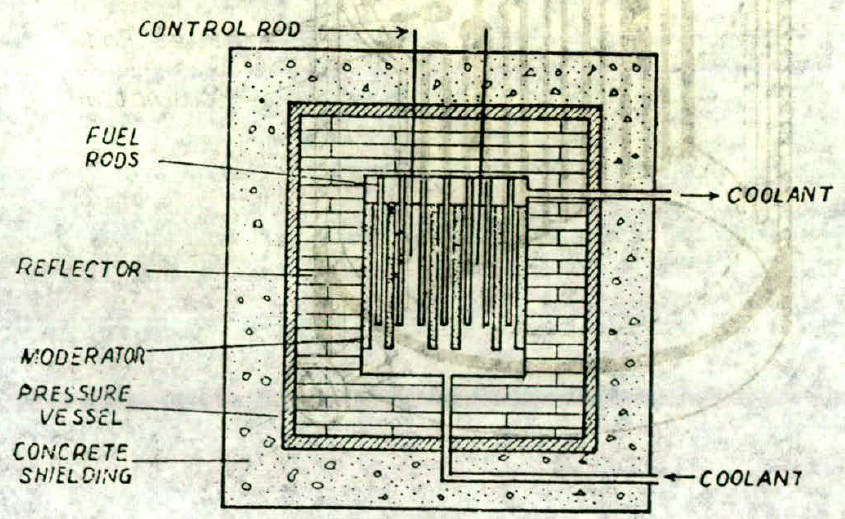 CONTROL ROD
FUEL
RODS
COOLANT
REFLECTOR
MODERATOR
PRESSURE
VESSEL
CONCRETE
SHIELDING
COOLANT